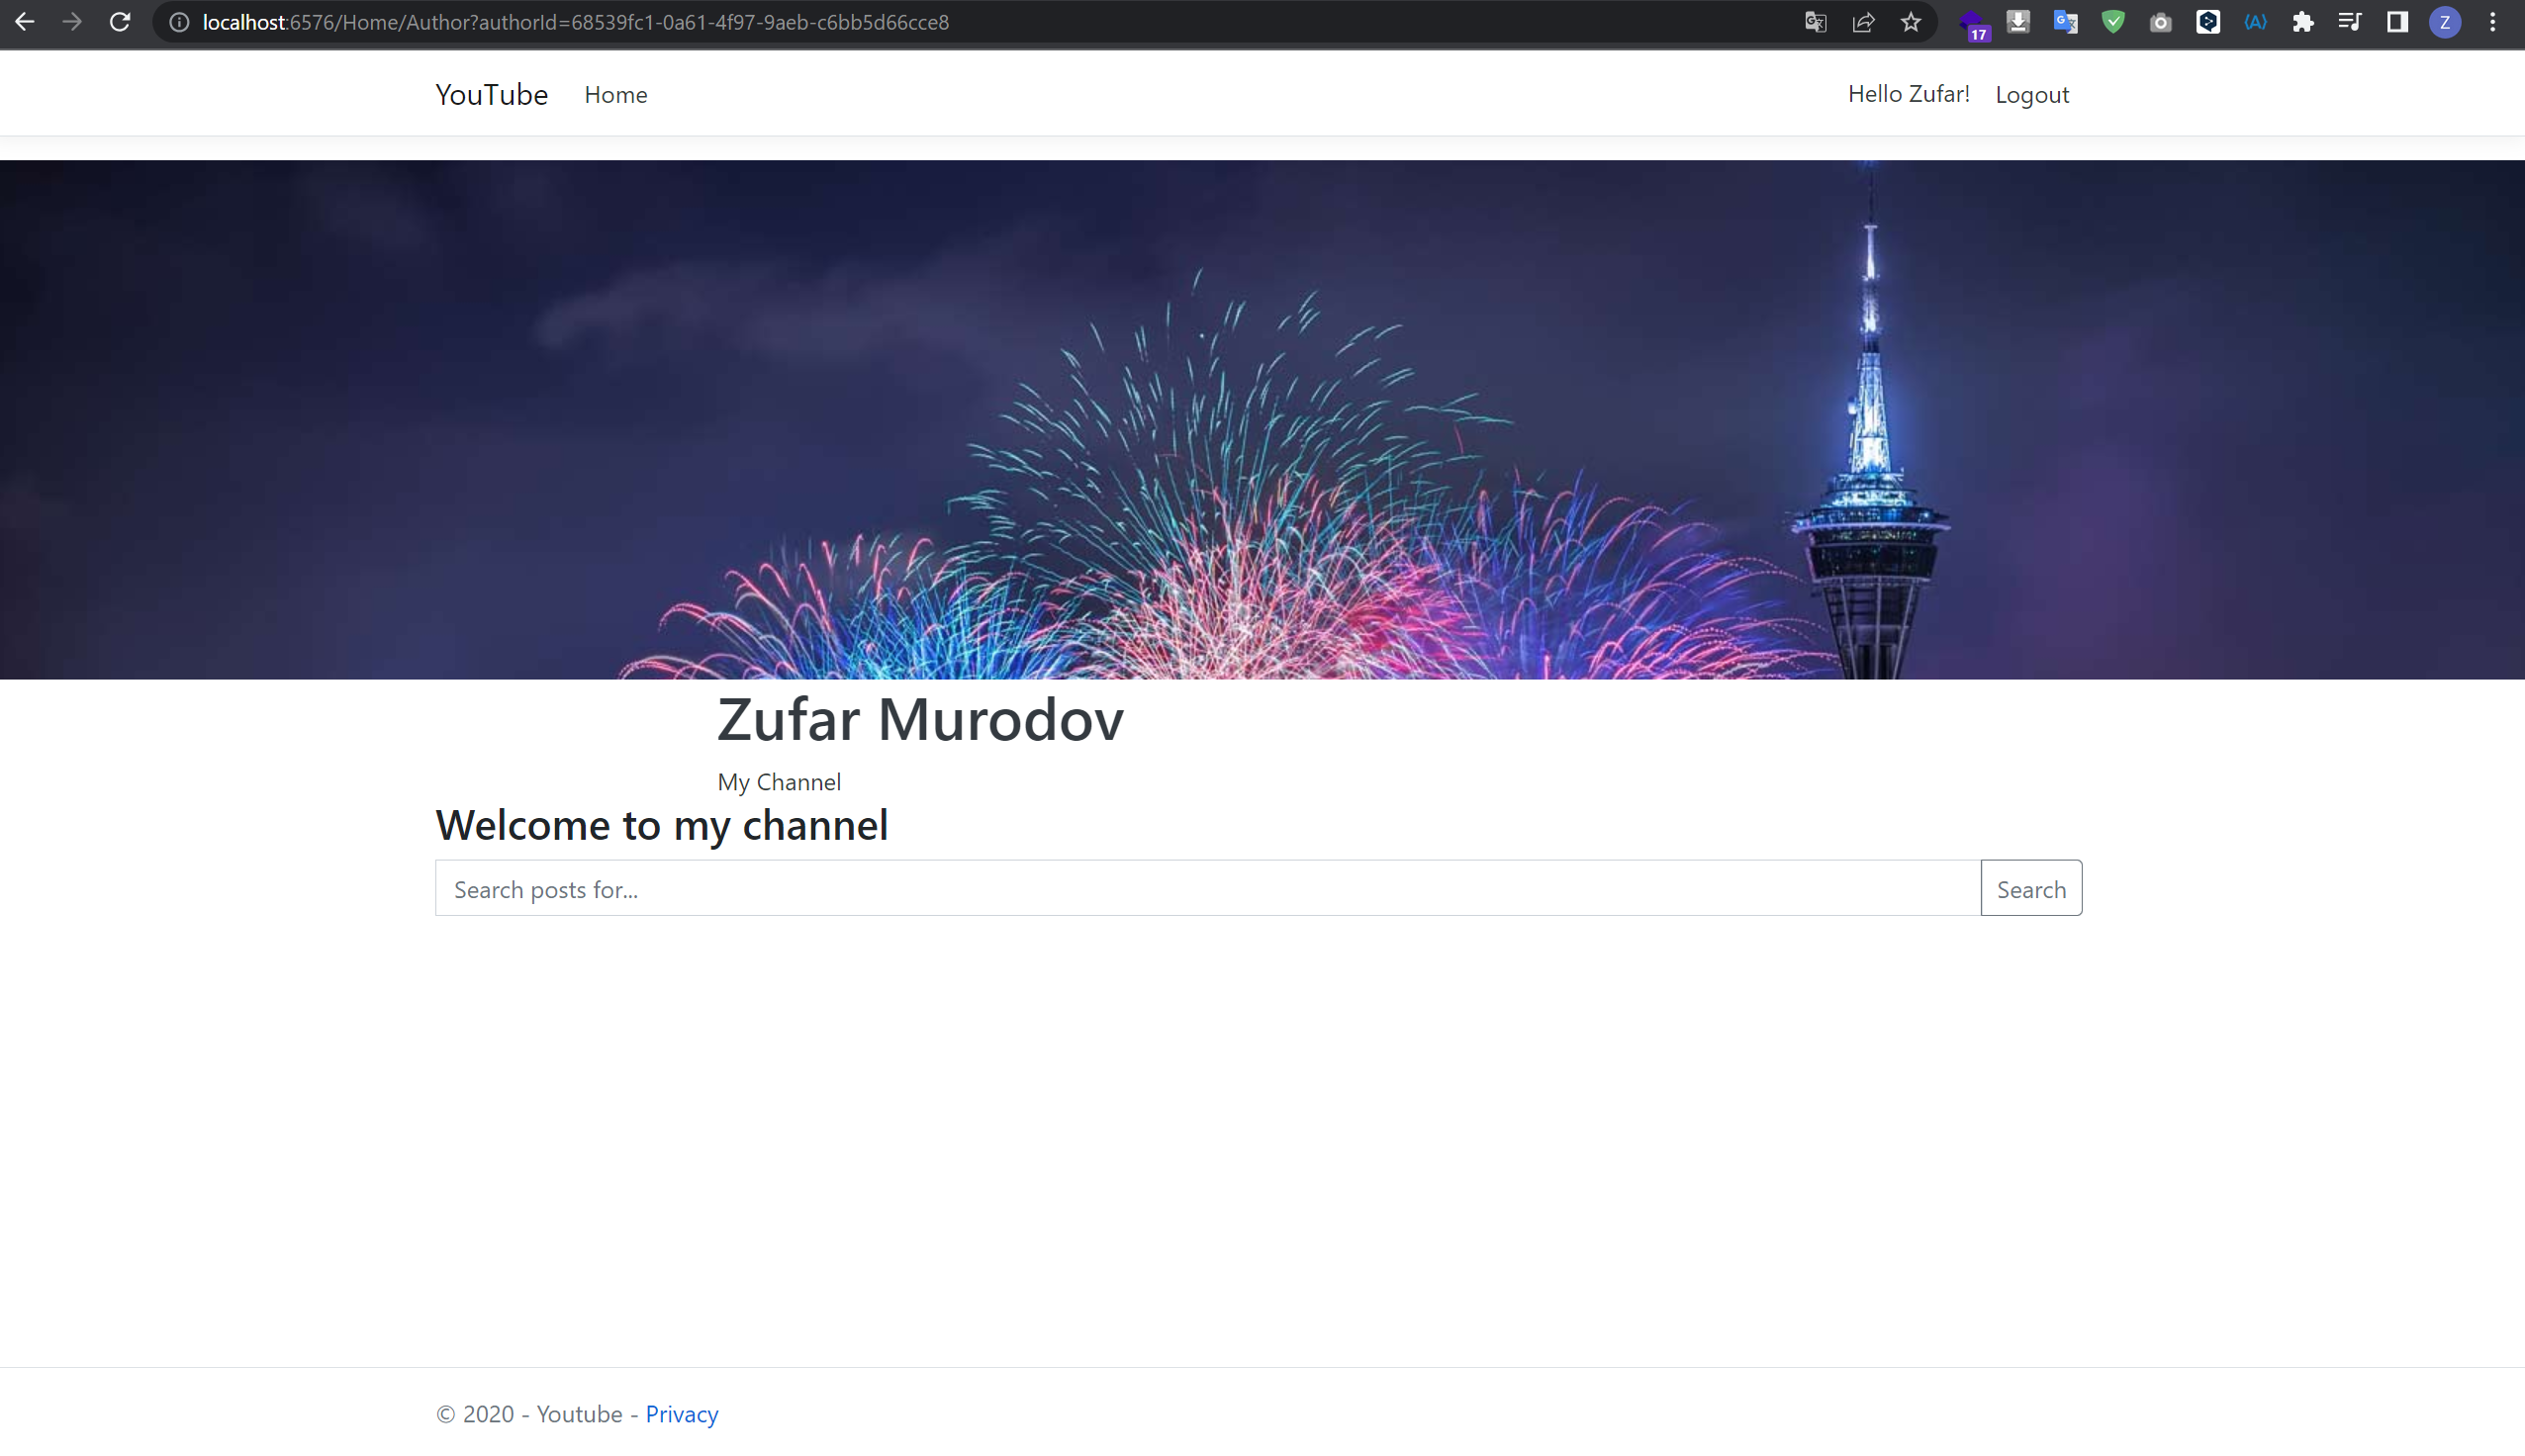 localhost:6576/Home/Author?authorId=68539fc1-0a61-4f97-9aeb-c6bb5d66cce8
17
Z
YouTube Home Hello Zufar! Logout
Zufar Murodov
My Channel
Welcome to my channel
Search posts for... Search
© 2020 - Youtube - Privacy